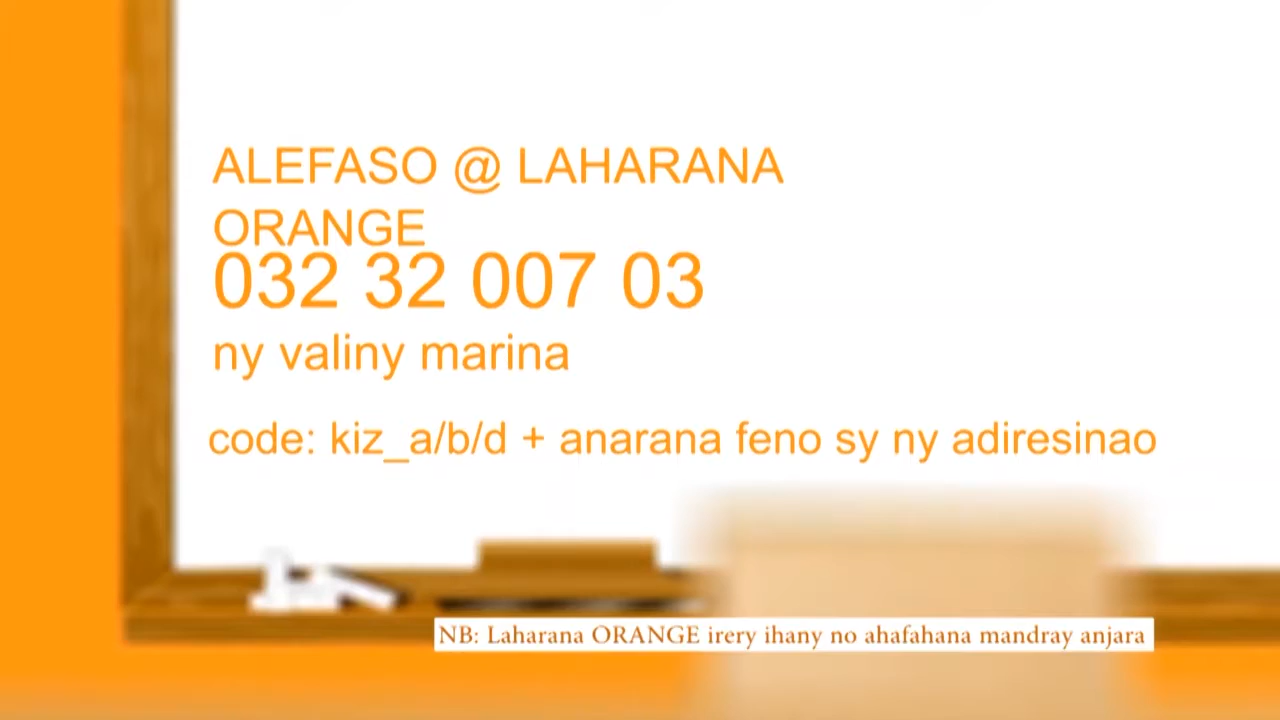 ALEFASO @ LAHARANA
ORANGE
032 32 007 03
ny valiny marina
code: kiz_a/b/d + anarana feno sy ny adiresinao
NB: Laharana ORANGE irery ihany no ahafahana mandray anjara